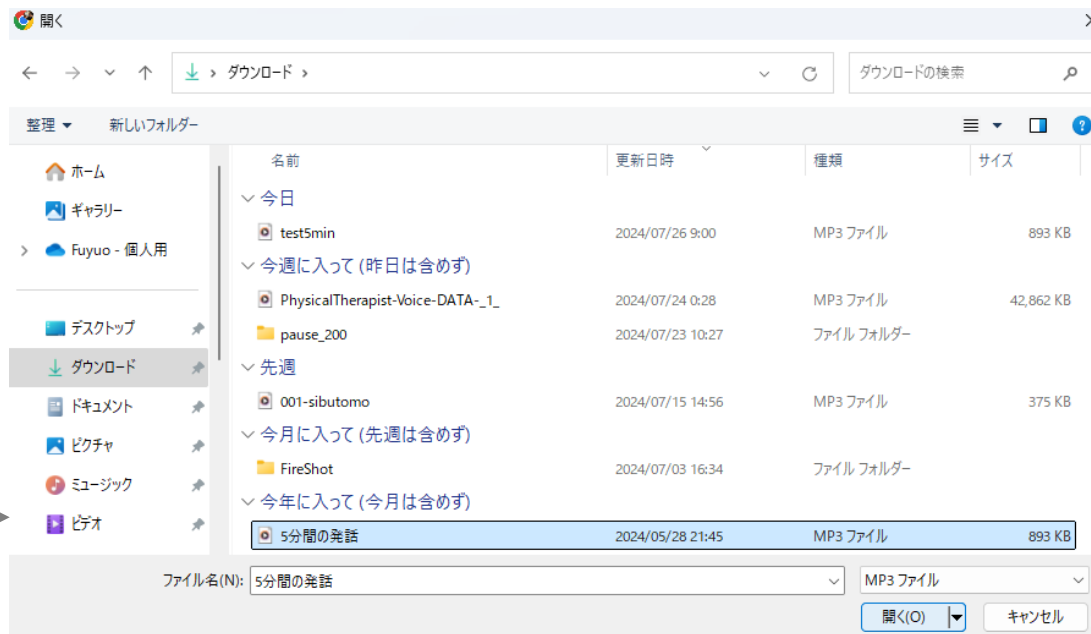 開く
ダウンロード
ダウンロードの検索
整理 新しいフォルダー
名前 更新日時 種類 サイズ
ホーム
ギャラリー
Fuyuo - 個人用
デスクトップ
ダウンロード
ドキュメント
ピクチャ
ミュージック
ビデオ
今日
test5min 2024/07/26 9:00 MP3 ファイル 893 KB
今週に入って (昨日は含めず)
PhysicalTherapist-Voice-DATA-_1_ 2024/07/24 0:28 MP3 ファイル 42,862 KB
pause_200 2024/07/23 10:27 ファイル フォルダー
先週
001-sibutomo 2024/07/15 14:56 MP3 ファイル 375 KB
今月に入って (先週は含めず)
FireShot 2024/07/03 16:34 ファイル フォルダー
今年に入って (今月は含めず)
5分間の発話 2024/05/28 21:45 MP3 ファイル 893 KB
ファイル名(N): 5分間の発話 MP3 ファイル
開く(O) キャンセル